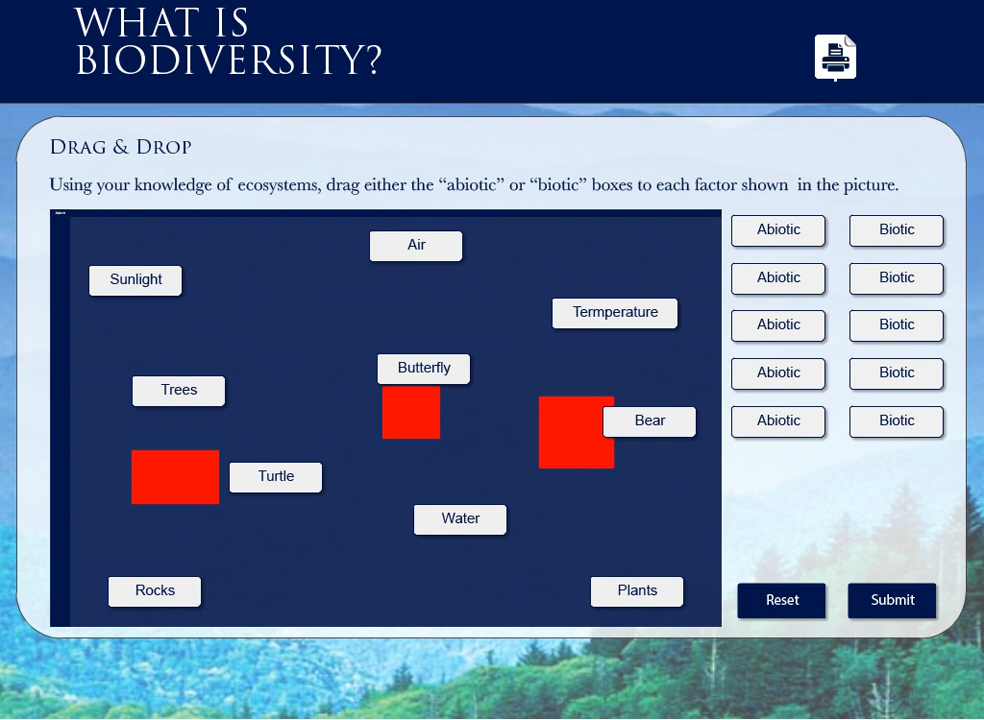 WHAT IS
BIODIVERSITY?
DRAG & DROP
Using your knowledge of ecosystems, drag either the “abiotic” or “biotic” boxes to each factor shown in the picture.
Air
Sunlight
Termperature
Butterfly
Trees
Bear
Turtle
Water
Rocks
Plants
Abiotic Biotic
Abiotic Biotic
Abiotic Biotic
Abiotic Biotic
Abiotic Biotic
Reset Submit